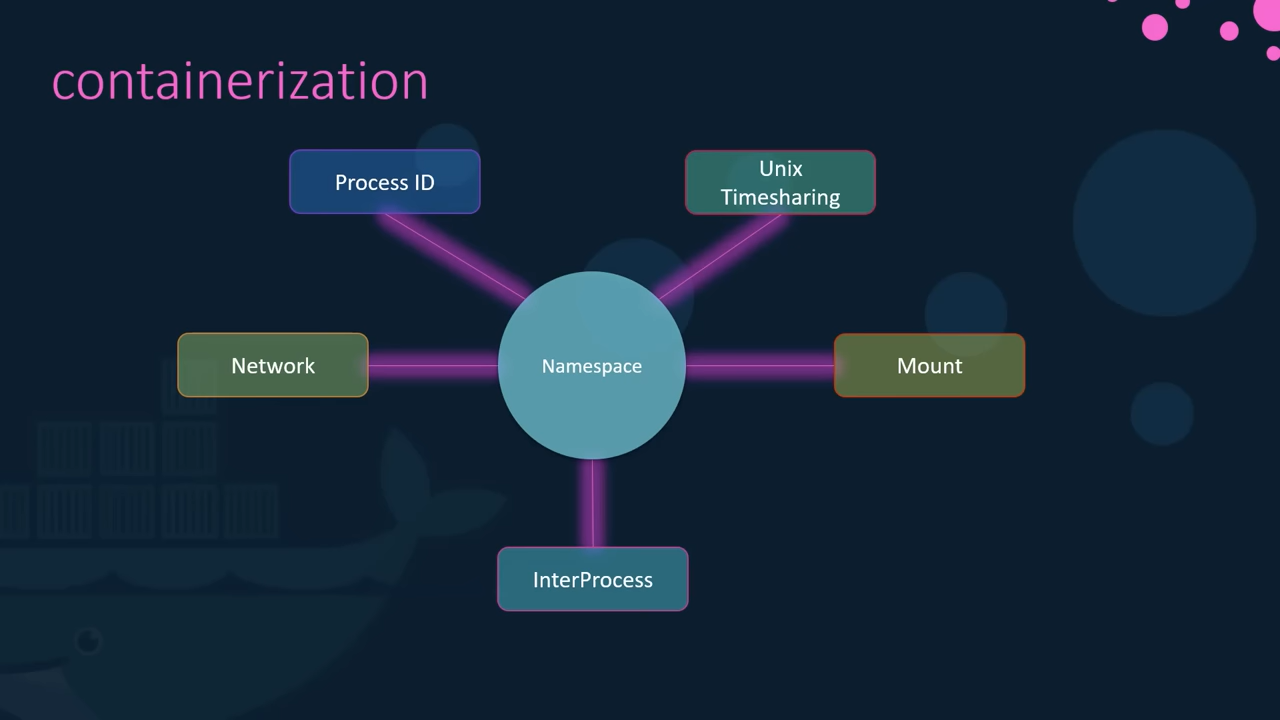 containerization
Process ID
Unix
Timesharing
Network
Namespace
Mount
InterProcess